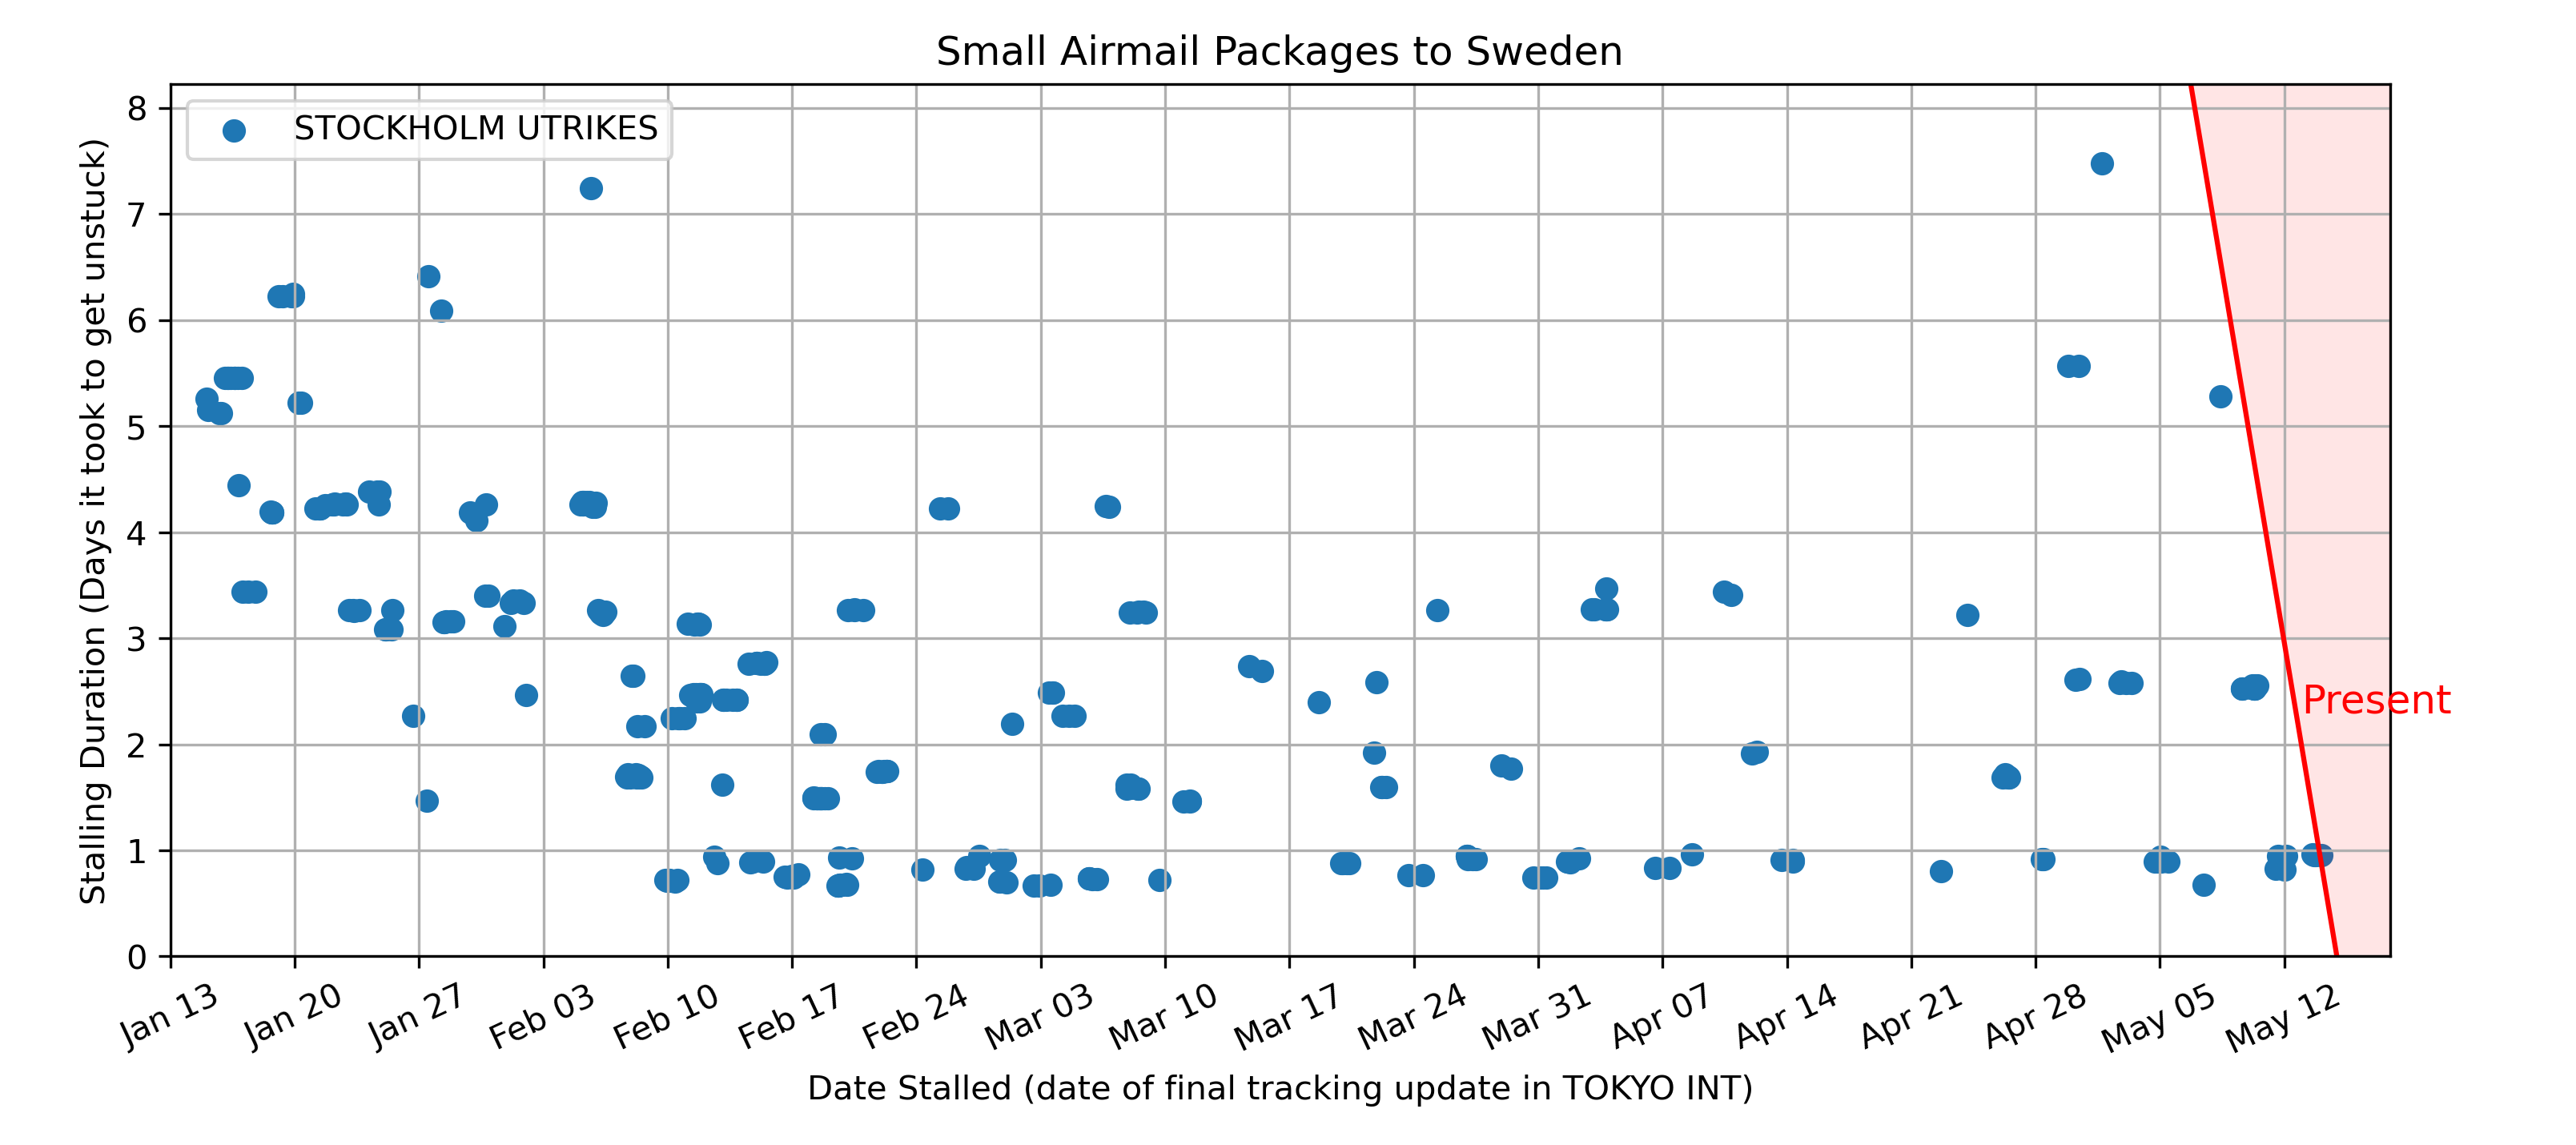 Small Airmail Packages to Sweden
STOCKHOLM UTRIKES
Stalling Duration (Days it took to get unstuck)
8
7
6
5
4
3
2
1
0
Present
Jan 13
Jan 20
Jan 27
Feb 03
Feb 10
Feb 17
Feb 24
Mar 03
Mar 10
Mar 17
Mar 24
Mar 31
Apr 07
Apr 14
Apr 21
Apr 28
May 05
May 12
Date Stalled (date of final tracking update in TOKYO INT)